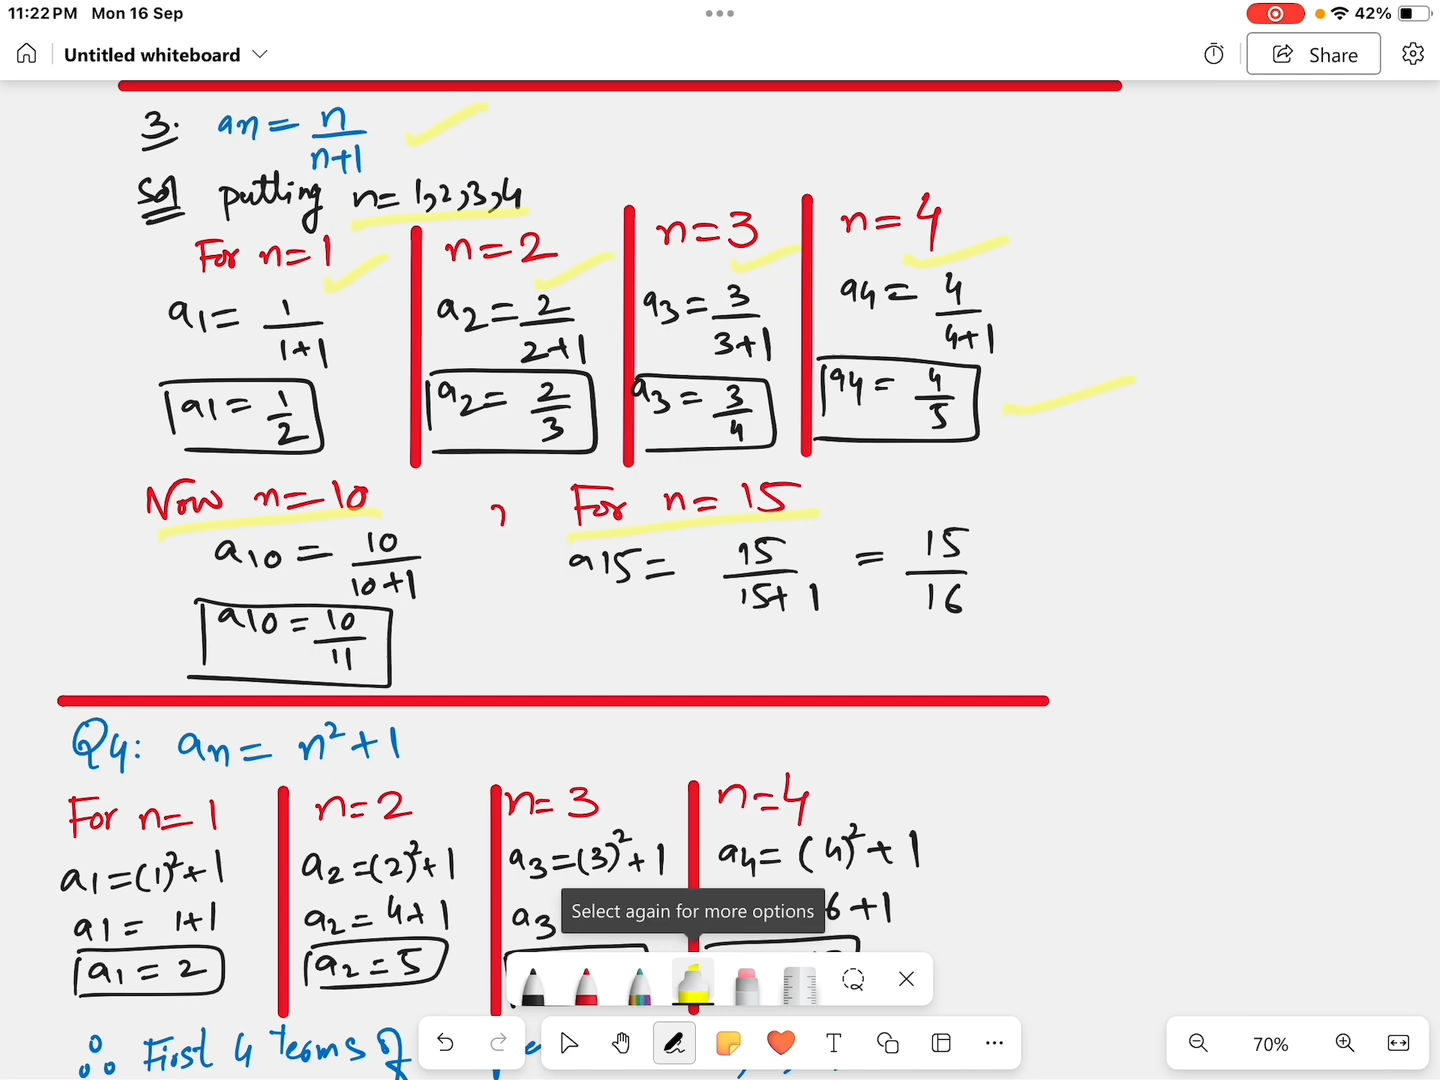 11:22 PM Mon 16 Sep 42%
Untitled whiteboard Share
3. an = n/n+1
Sol putting n= 1,2,3,4
For n=1 n=2 n=3 n=4
a1= 1/1+1 a2= 2/2+1 a3= 3/3+1 a4= 4/4+1
a1= 1/2 a2= 2/3 a3= 3/4 a4= 4/5
Now n=10 , For n= 15
a10 = 10/10+1 a15= 15/15+1 = 15/16
a10 = 10/11
Q4: an= n²+1
For n=1 n=2 n=3 n=4
a1=(1)²+1 a2=(2)²+1 a3=(3)²+1 a4=(4)²+1
a1= 1+1 a2= 4+1 a3 6+1
Select again for more options
a1=2 a2=5
∴ First 4 terms of
70%